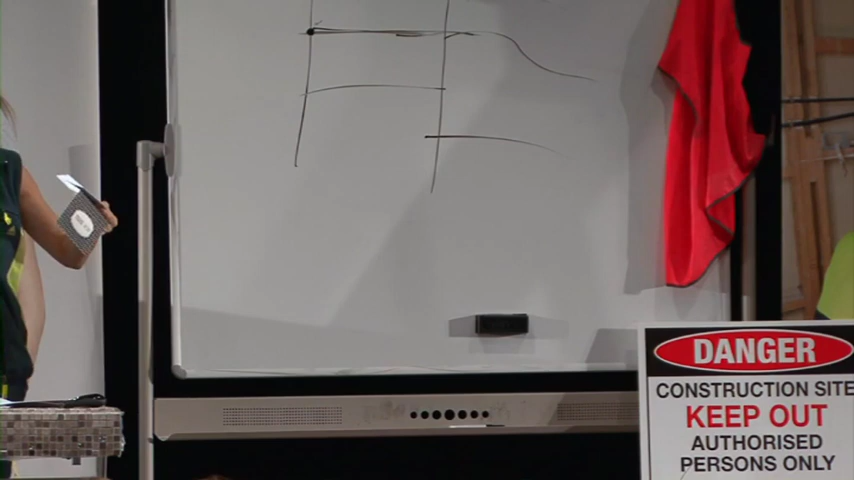 DANGER
CONSTRUCTION SITE
KEEP OUT
AUTHORISED
PERSONS ONLY